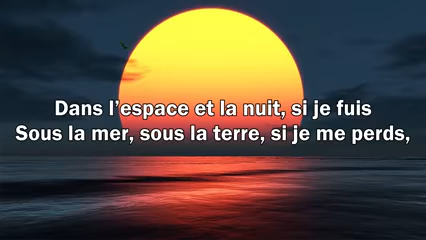 Dans l’espace et la nuit, si je fuis
Sous la mer, sous la terre, si je me perds,